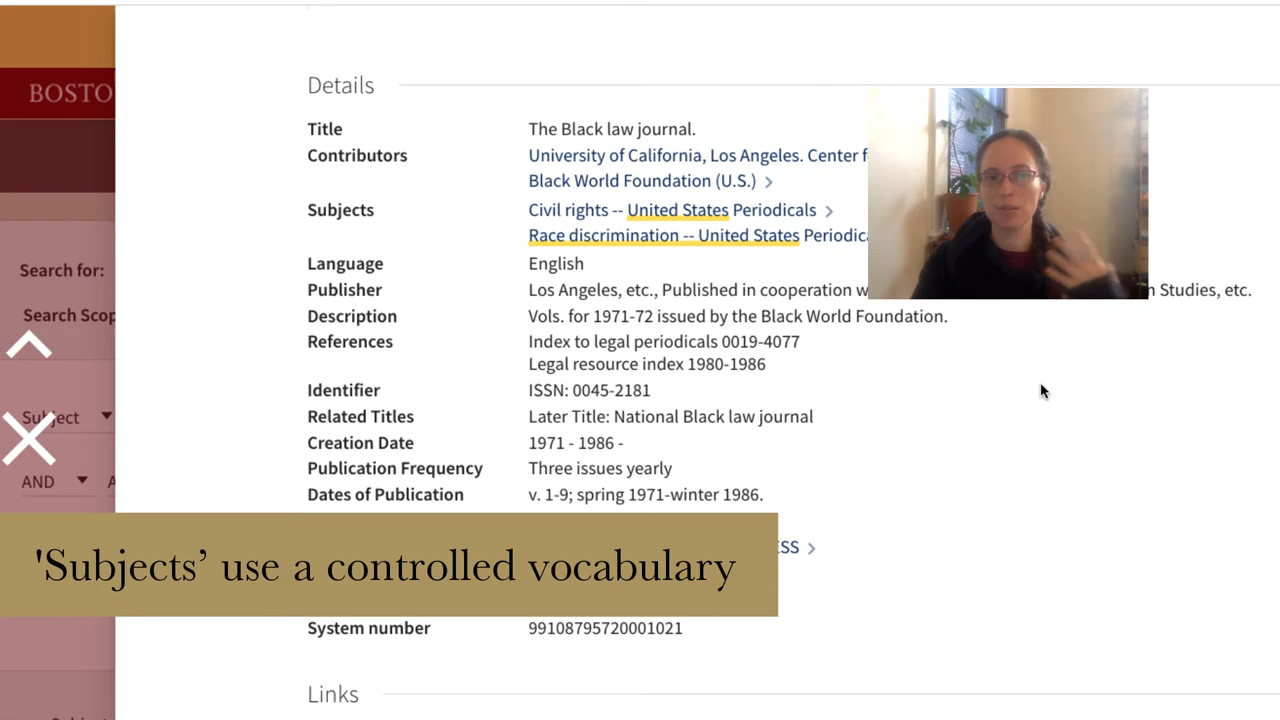 Details
BOSTO
Title The Black law journal.
Contributors University of California, Los Angeles. Center f
Black World Foundation (U.S.)
Subjects Civil rights -- United States Periodicals
Race discrimination -- United States Periodica
Language English
Search for:
Publisher Los Angeles, etc., Published in cooperation w n Studies, etc.
Search Scop
Description Vols. for 1971-72 issued by the Black World Foundation.
References Index to legal periodicals 0019-4077
Legal resource index 1980-1986
Identifier ISSN: 0045-2181
Subject
Related Titles Later Title: National Black law journal
Creation Date 1971 - 1986 -
Publication Frequency Three issues yearly
AND A
Dates of Publication v. 1-9; spring 1971-winter 1986.
ESS
'Subjects’ use a controlled vocabulary
System number 99108795720001021
Links